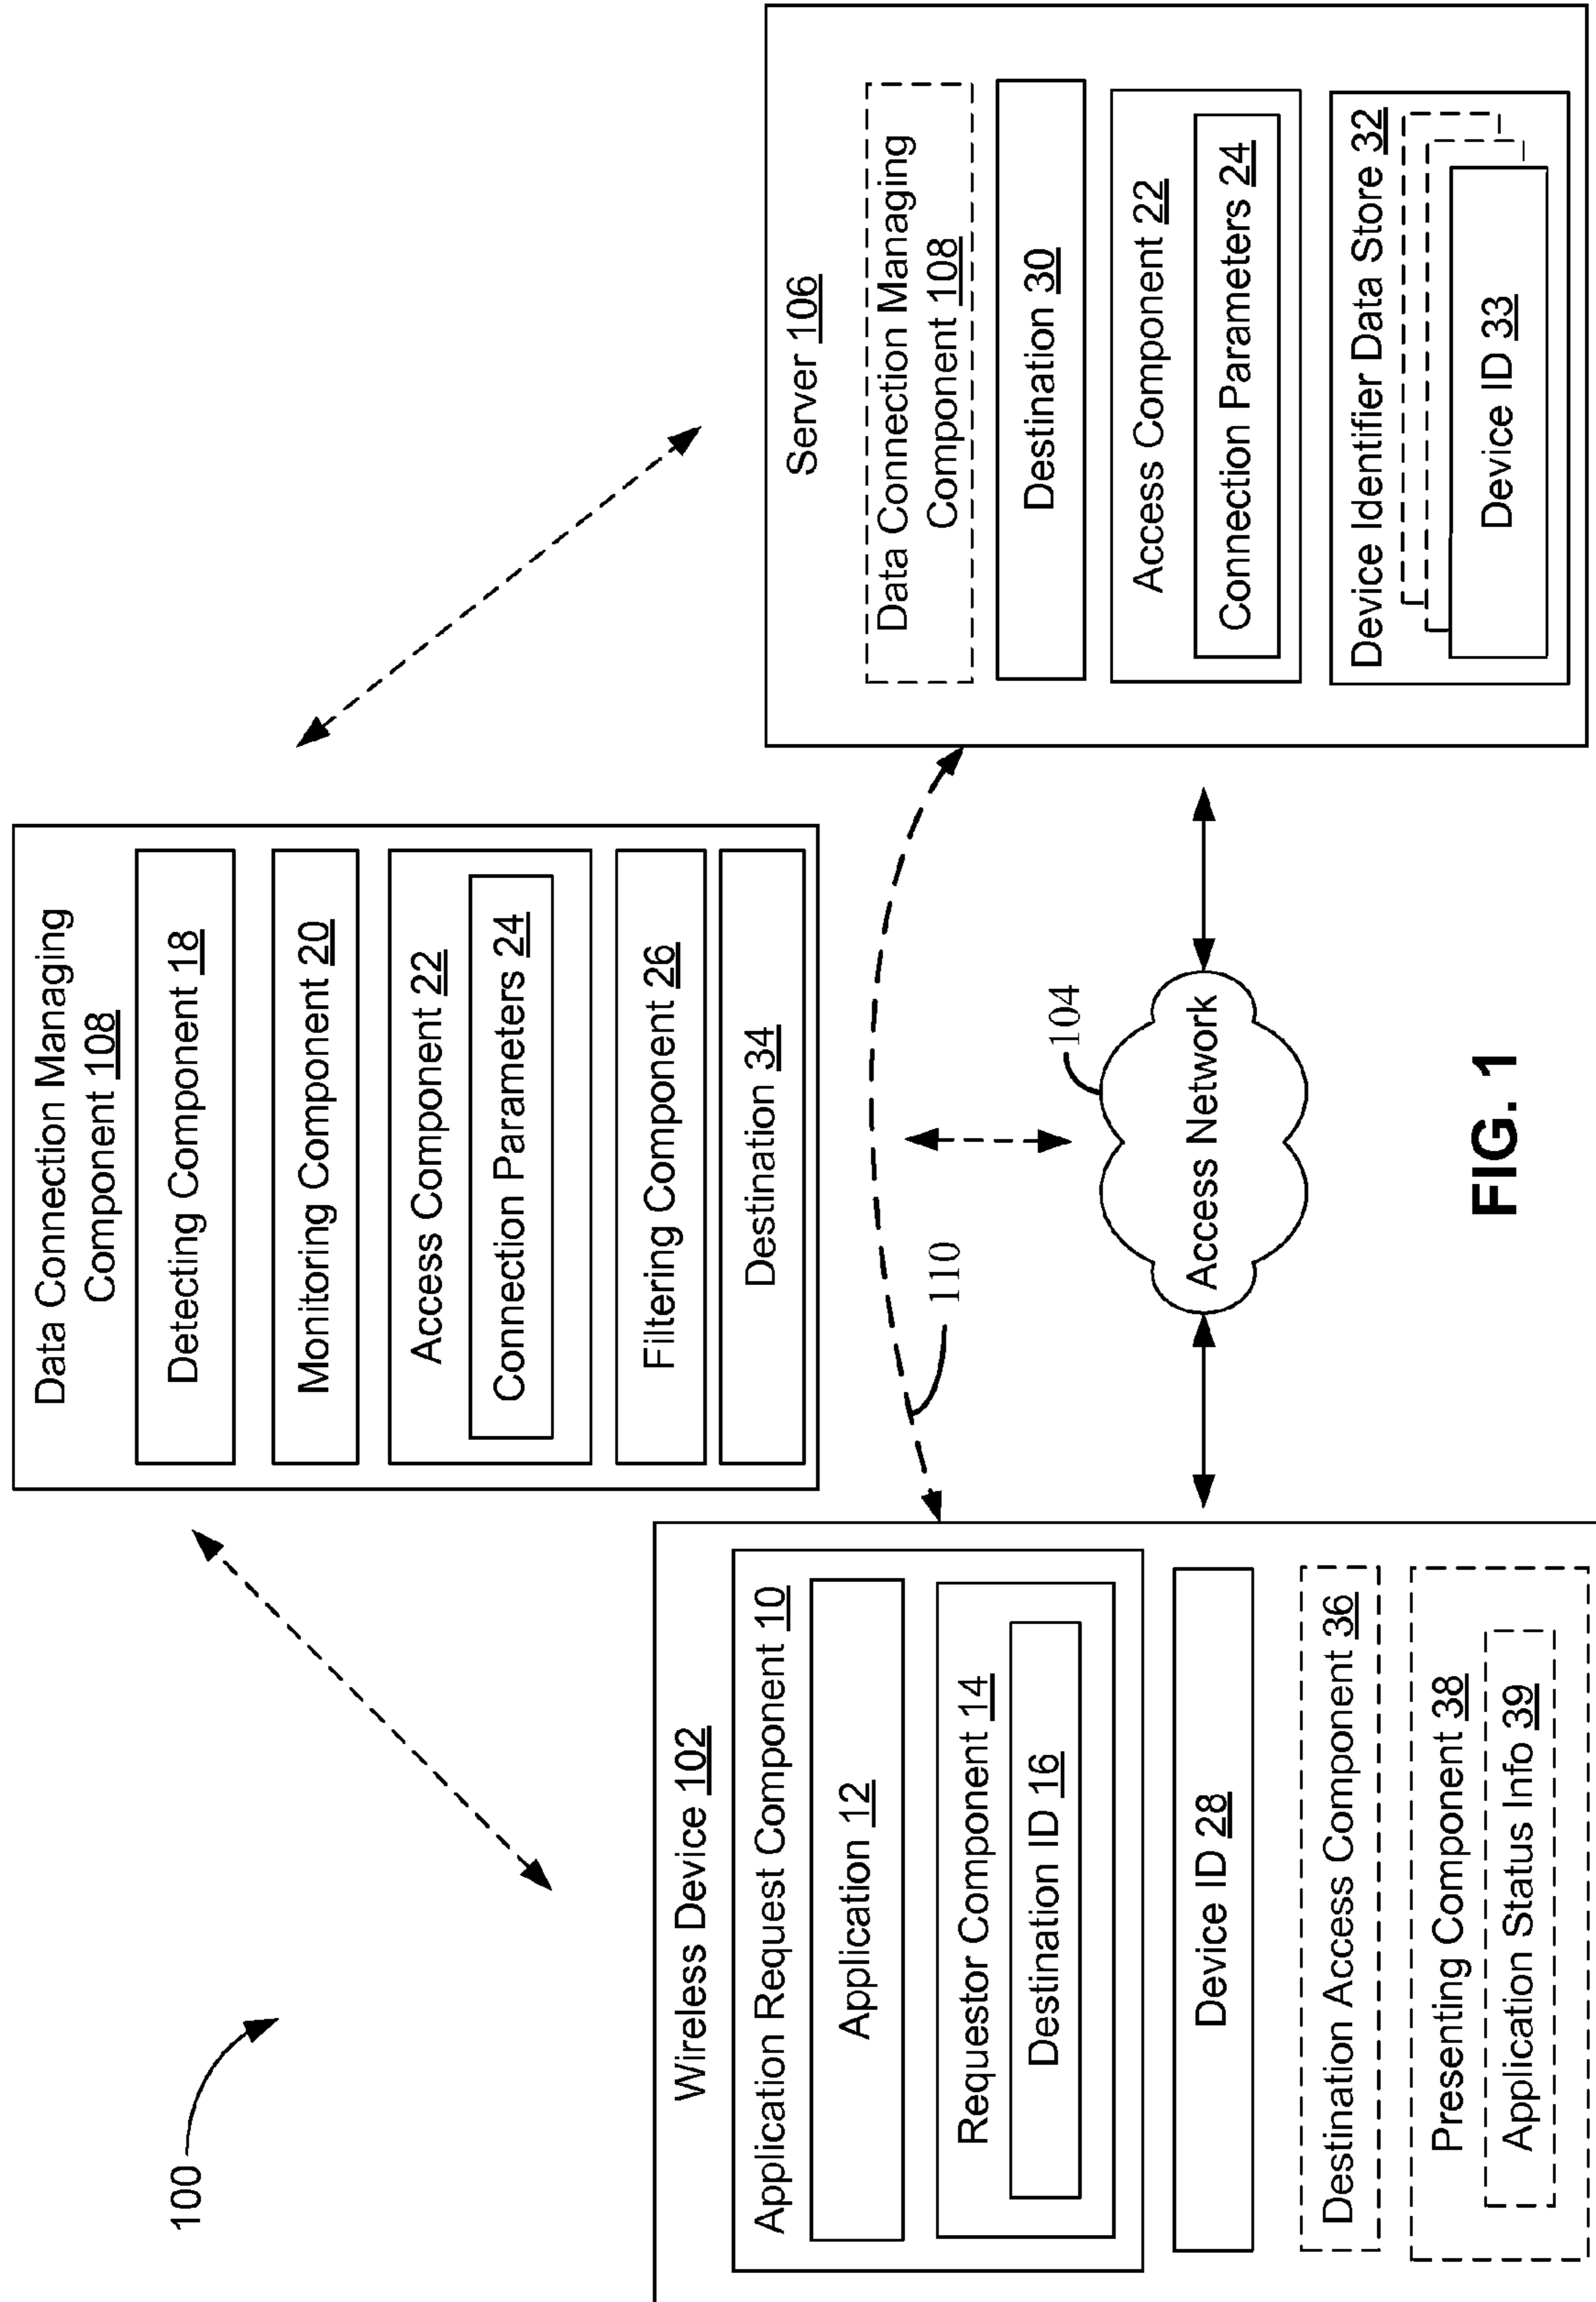 100
Data Connection Managing
Component 108
Detecting Component 18
Monitoring Component 20
Access Component 22
Connection Parameters 24
Filtering Component 26
Destination 34
Wireless Device 102
Application Request Component 10
Application 12
Requestor Component 14
Destination ID 16
Device ID 28
Destination Access Component 36
Presenting Component 38
Application Status Info 39
110
104
Access Network
Server 106
Data Connection Managing
Component 108
Destination 30
Access Component 22
Connection Parameters 24
Device Identifier Data Store 32
Device ID 33
FIG. 1